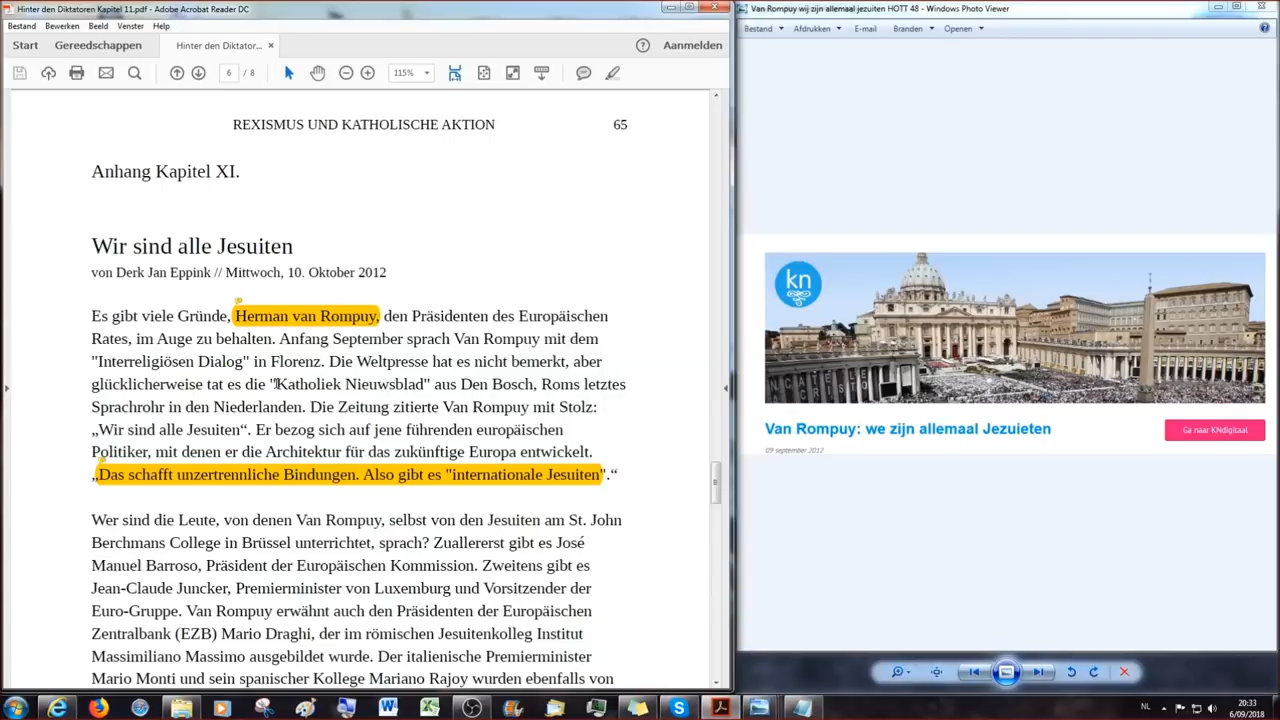 Hinter den Diktatoren Kapitel 11.pdf - Adobe Acrobat Reader DC
Bestand Bewerken Beeld Venster Help
Start Gereedschappen Hinter den Diktator... × Aanmelden
6 / 8 115%
REXISMUS UND KATHOLISCHE AKTION 65
Anhang Kapitel XI.
Wir sind alle Jesuiten
von Derk Jan Eppink // Mittwoch, 10. Oktober 2012
Es gibt viele Gründe, Herman van Rompuy, den Präsidenten des Europäischen
Rates, im Auge zu behalten. Anfang September sprach Van Rompuy mit dem
"Interreligiösen Dialog" in Florenz. Die Weltpresse hat es nicht bemerkt, aber
glücklicherweise tat es die "Katholiek Nieuwsblad" aus Den Bosch, Roms letztes
Sprachrohr in den Niederlanden. Die Zeitung zitierte Van Rompuy mit Stolz:
„Wir sind alle Jesuiten“. Er bezog sich auf jene führenden europäischen
Politiker, mit denen er die Architektur für das zukünftige Europa entwickelt.
„Das schafft unzertrennliche Bindungen. Also gibt es "internationale Jesuiten".“
Wer sind die Leute, von denen Van Rompuy, selbst von den Jesuiten am St. John
Berchmans College in Brüssel unterrichtet, sprach? Zuallererst gibt es José
Manuel Barroso, Präsident der Europäischen Kommission. Zweitens gibt es
Jean-Claude Juncker, Premierminister von Luxemburg und Vorsitzender der
Euro-Gruppe. Van Rompuy erwähnt auch den Präsidenten der Europäischen
Zentralbank (EZB) Mario Draghi, der im römischen Jesuitenkolleg Institut
Massimiliano Massimo ausgebildet wurde. Der italienische Premierminister
Mario Monti und sein spanischer Kollege Mariano Rajoy wurden ebenfalls von
Van Rompuy wij zijn allemaal jezuiten HOTT 48 - Windows Photo Viewer
Bestand Afdrukken E-mail Branden Openen
kn
Van Rompuy: we zijn allemaal Jezuieten
Ga naar KNdigitaal
09 september 2012
NL 20:33
6/09/2018